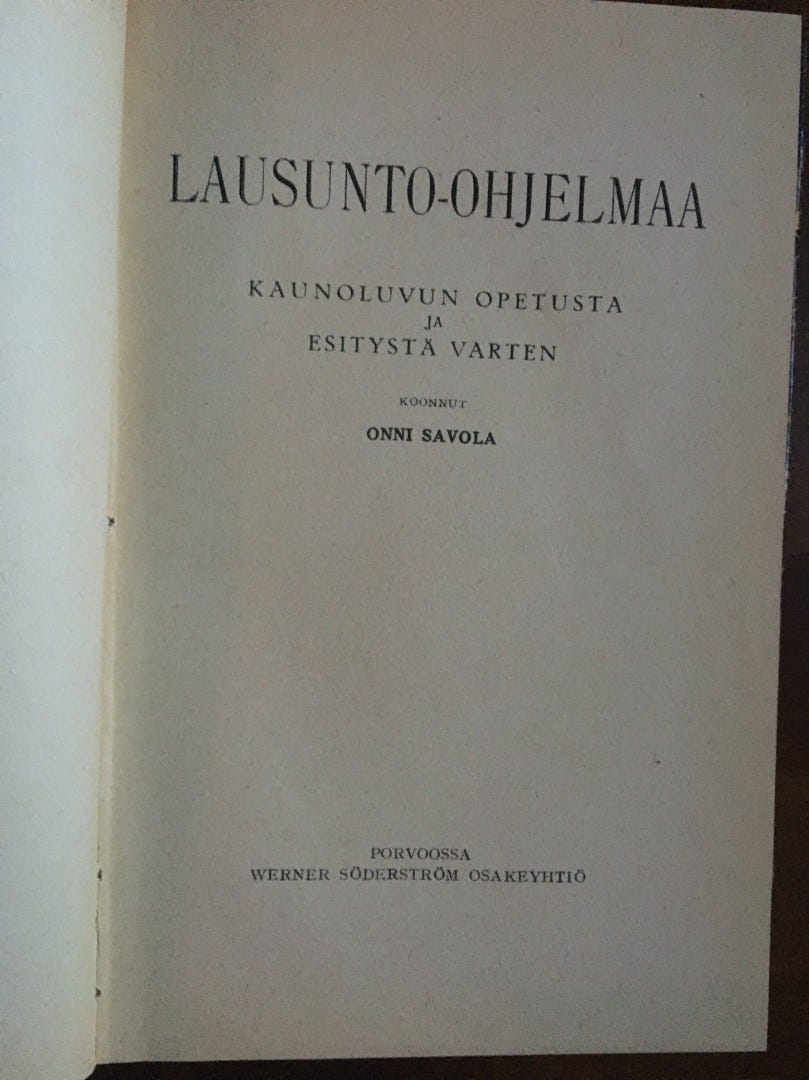 LAUSUNTO-OHJELMAA
KAUNOLUVUN OPETUSTA
JA
ESITYSTÄ VARTEN
KOONNUT
ONNI SAVOLA
PORVOOSSA
WERNER SÖDERSTRÖM OSAKEYHTIÖ